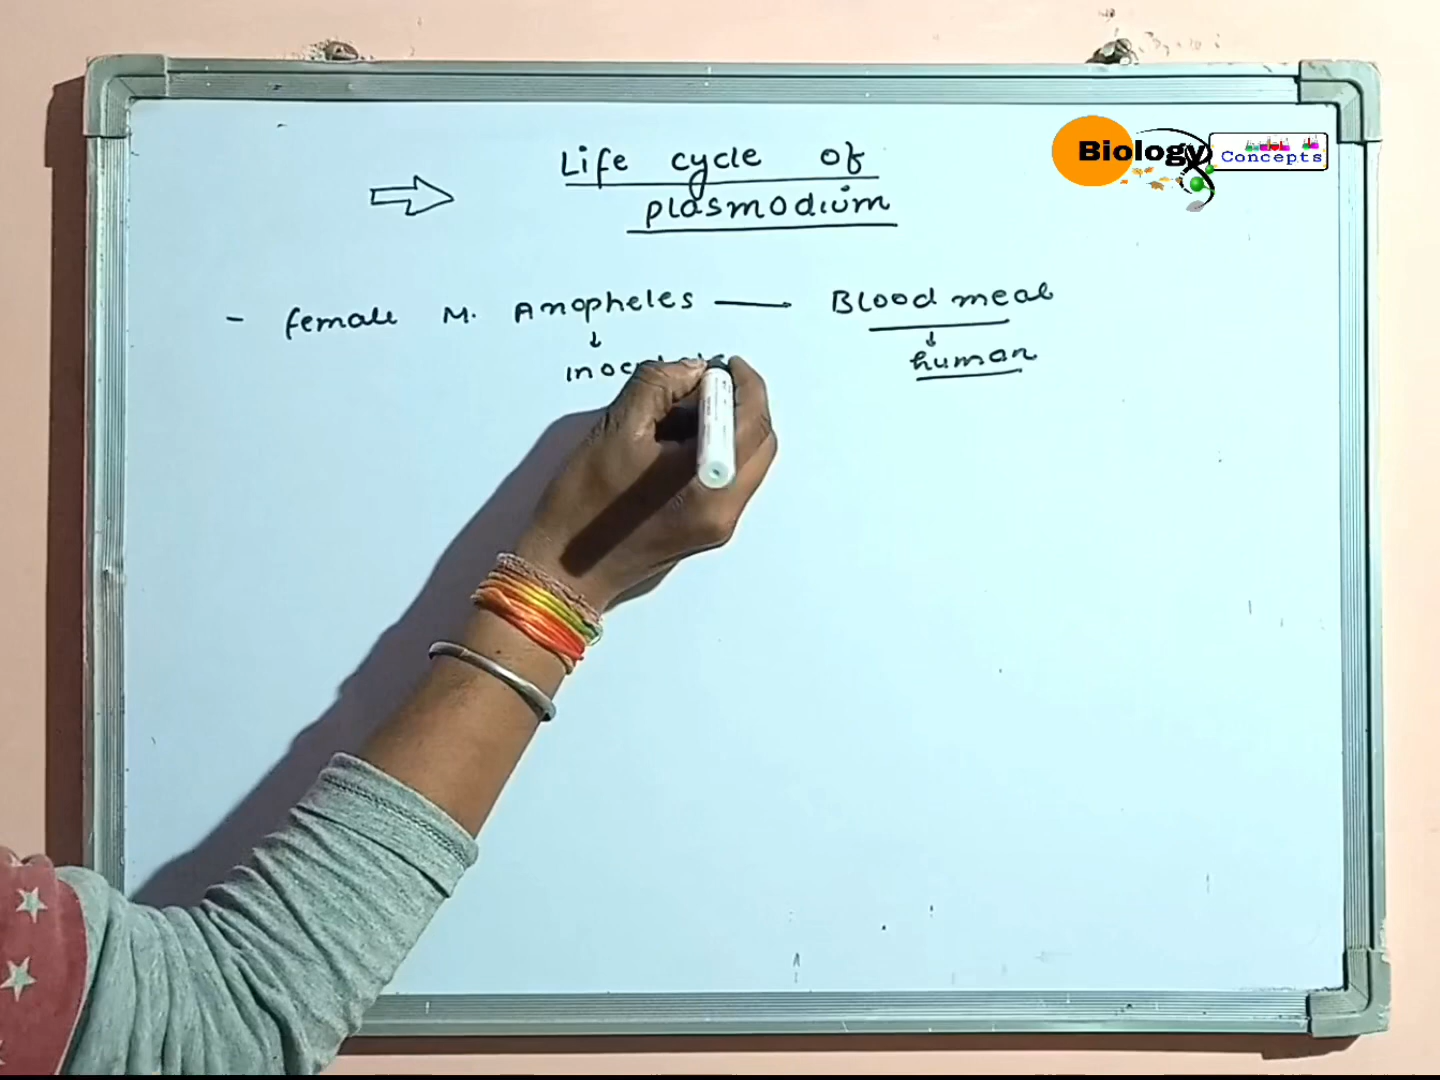 Life cycle of
plasmodium
Biology Concepts
- female M. Anopheles — Blood meal
↓ ↓
human